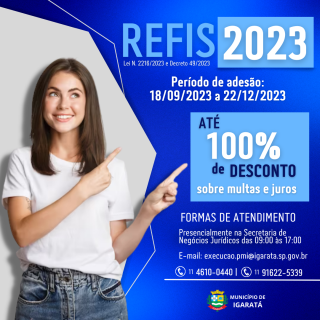 REFIS 2023
Lei N. 2210/2023 e Decreto 49/2023
Período de adesão:
18/09/2023 a 22/12/2023
ATÉ
100%
de DESCONTO
sobre multas e juros
FORMAS DE ATENDIMENTO
Presencialmente na Secretaria de
Negócios Jurídicos das 09:00 às 17:00
E-mail: execucao.pmi@igarata.sp.gov.br
11 4610-0440 | 11 91622-5339
MUNICÍPIO DE
IGARATÁ